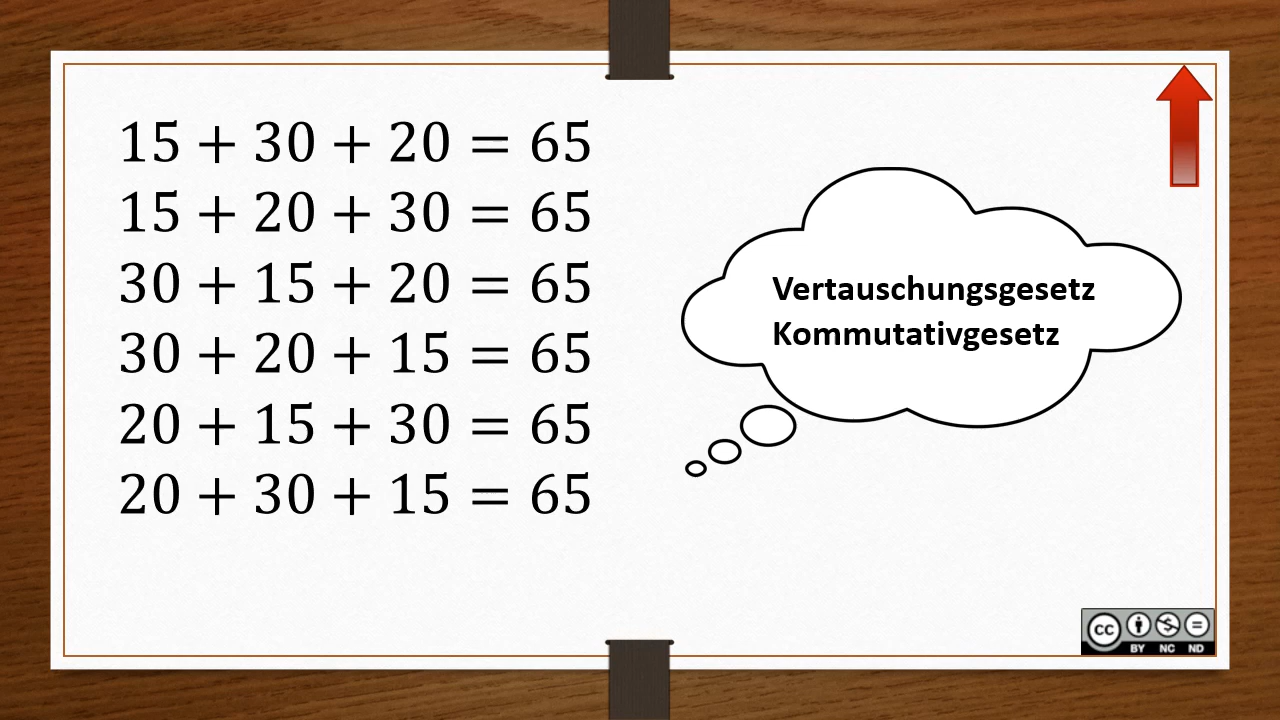 15 + 30 + 20 = 65
15 + 20 + 30 = 65
30 + 15 + 20 = 65
30 + 20 + 15 = 65
20 + 15 + 30 = 65
20 + 30 + 15 = 65
Vertauschungsgesetz
Kommutativgesetz
cc
BY NC ND